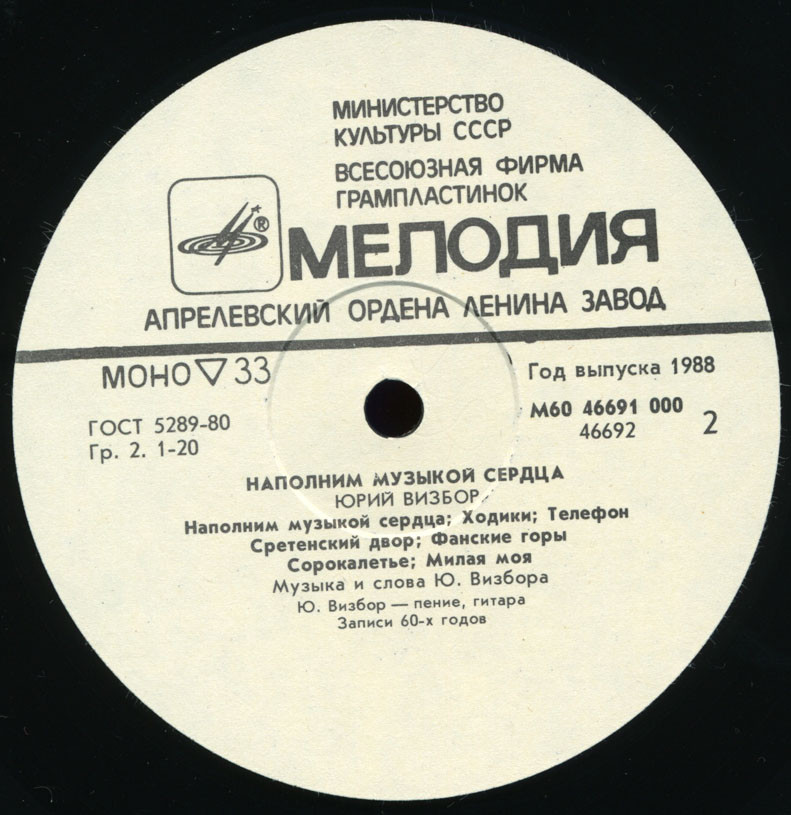 МИНИСТЕРСТВО
КУЛЬТУРЫ СССР
ВСЕСОЮЗНАЯ ФИРМА
ГРАМПЛАСТИНОК
®
МЕЛОДИЯ
АПРЕЛЕВСКИЙ ОРДЕНА ЛЕНИНА ЗАВОД
МОНО ▽ 33
Год выпуска 1988
ГОСТ 5289-80
Гр. 2. 1-20
М60 46691 000
46692
2
НАПОЛНИМ МУЗЫКОЙ СЕРДЦА
ЮРИЙ ВИЗБОР
Наполним музыкой сердца; Ходики; Телефон
Сретенский двор; Фанские горы
Сорокалетье; Милая моя
Музыка и слова Ю. Визбора
Ю. Визбор — пение, гитара
Записи 60-х годов